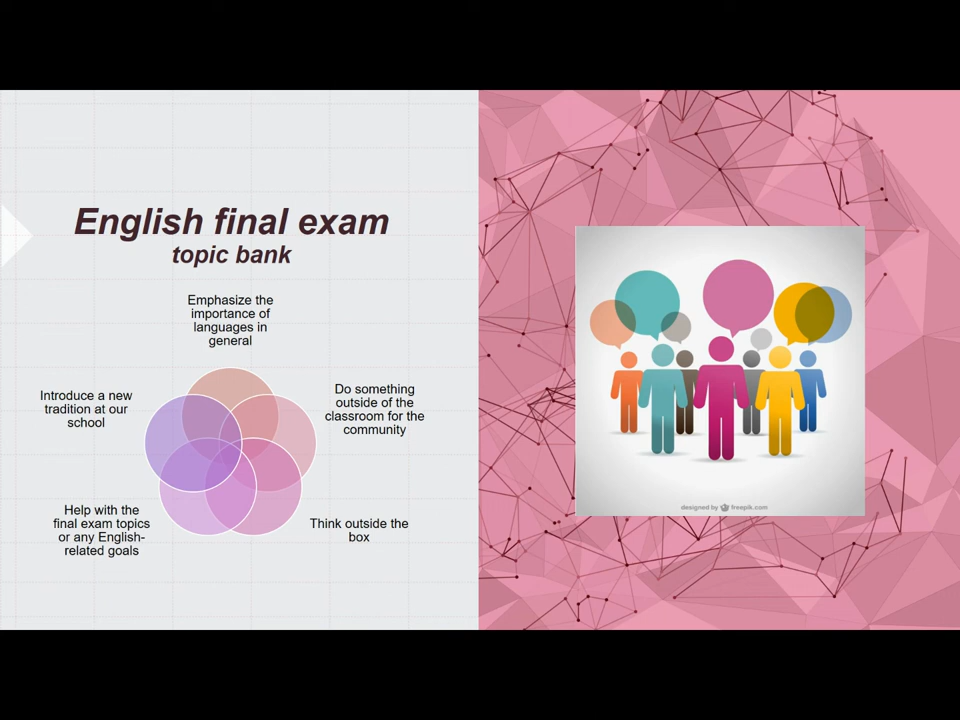 English final exam
topic bank
Emphasize the
importance of
languages in
general
Do something
outside of the
classroom for the
community
Think outside the
box
Help with the
final exam topics
or any English-
related goals
Introduce a new
tradition at our
school
designed by freepik.com